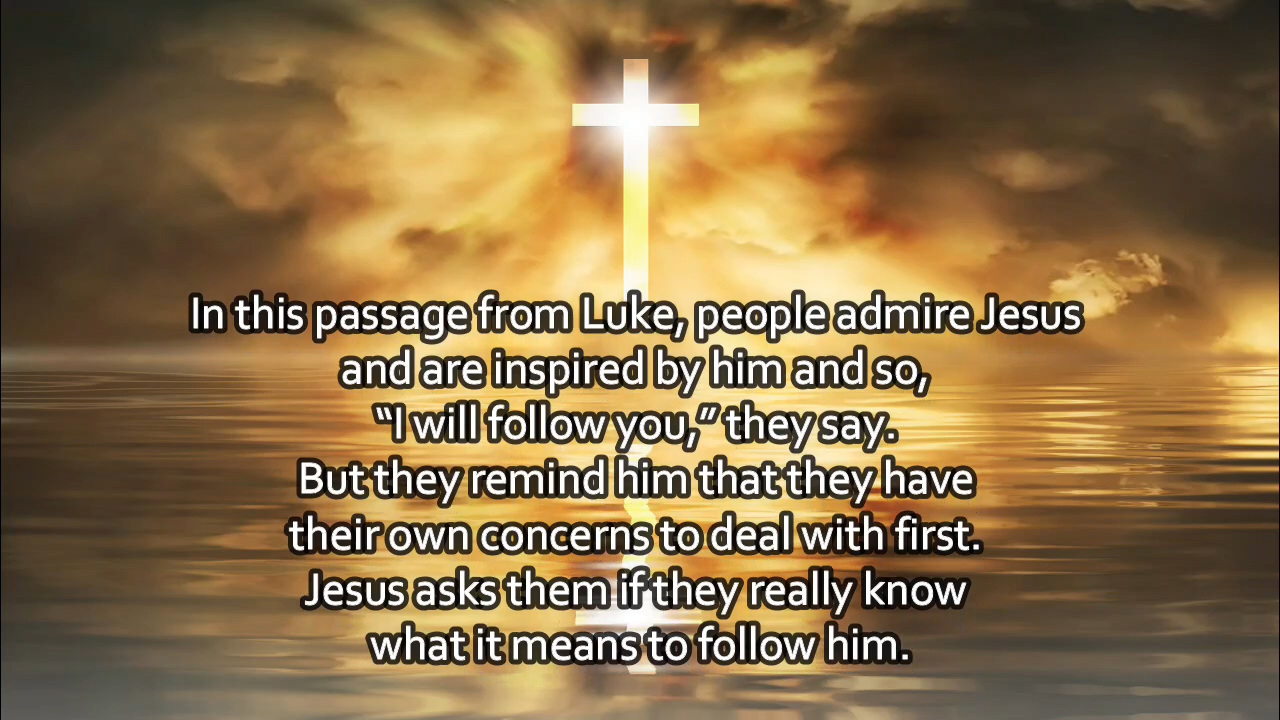 In this passage from Luke, people admire Jesus
and are inspired by him and so,
“I will follow you,” they say.
But they remind him that they have
their own concerns to deal with first.
Jesus asks them if they really know
what it means to follow him.